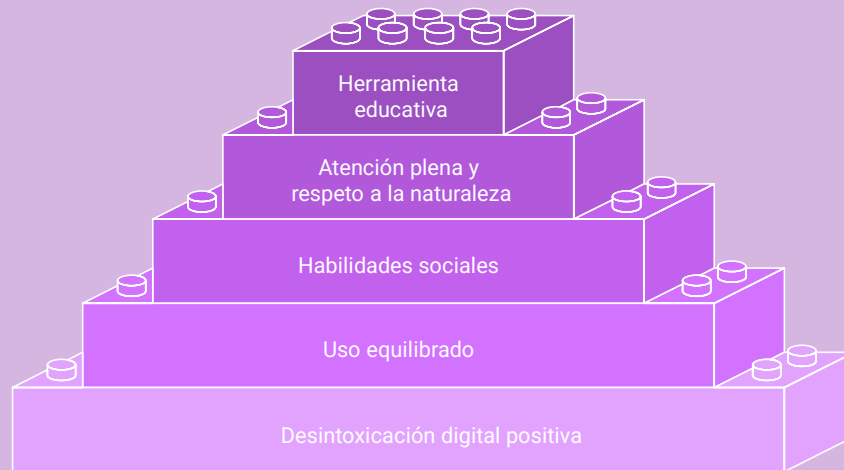 Herramienta
educativa
Atención plena y
respeto a la naturaleza
Habilidades sociales
Uso equilibrado
Desintoxicación digital positiva